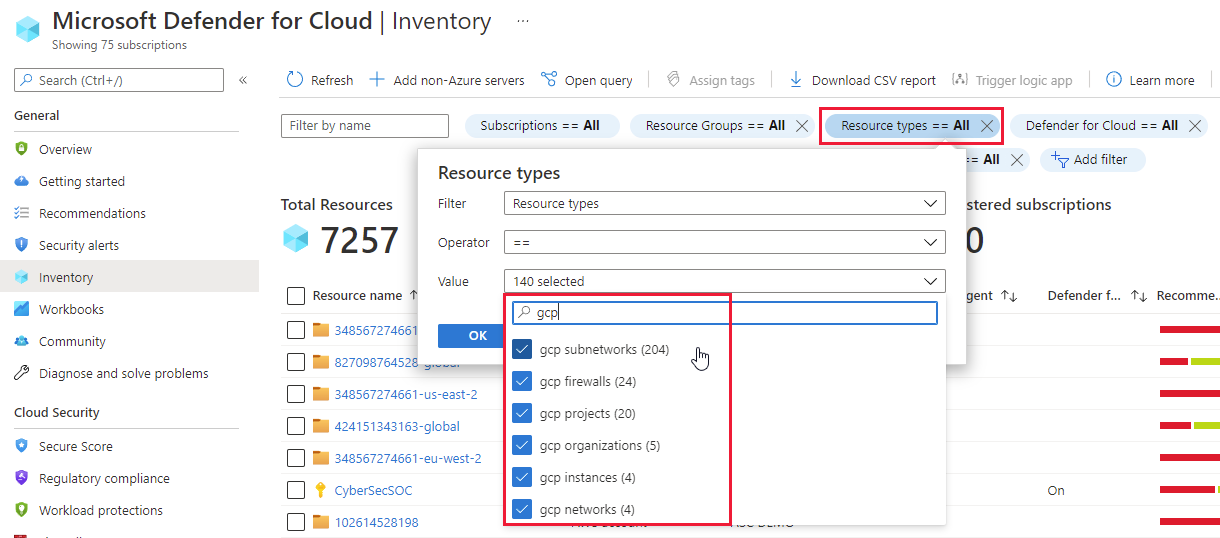 Microsoft Defender for Cloud | Inventory ...
Showing 75 subscriptions
Search (Ctrl+/) «
Refresh Add non-Azure servers Open query Assign tags Download CSV report Trigger logic app Learn more
General
Overview
Getting started
Recommendations
Security alerts
Inventory
Workbooks
Community
Diagnose and solve problems
Cloud Security
Secure Score
Regulatory compliance
Workload protections
Filter by name Subscriptions == All Resource Groups == All Resource types == All Defender for Cloud == All
== All Add filter
Resource types
Filter Resource types
Operator ==
Value 140 selected
gcp
OK
gcp subnetworks (204)
gcp firewalls (24)
gcp projects (20)
gcp organizations (5)
gcp instances (4)
gcp networks (4)
Total Resources stered subscriptions
7257 0
Resource name ↑ gent ↑↓ Defender f... ↑↓ Recomme...
348567274661
827098764528-global
348567274661-us-east-2
424151343163-global
348567274661-eu-west-2
CyberSecSOC On
102614528198